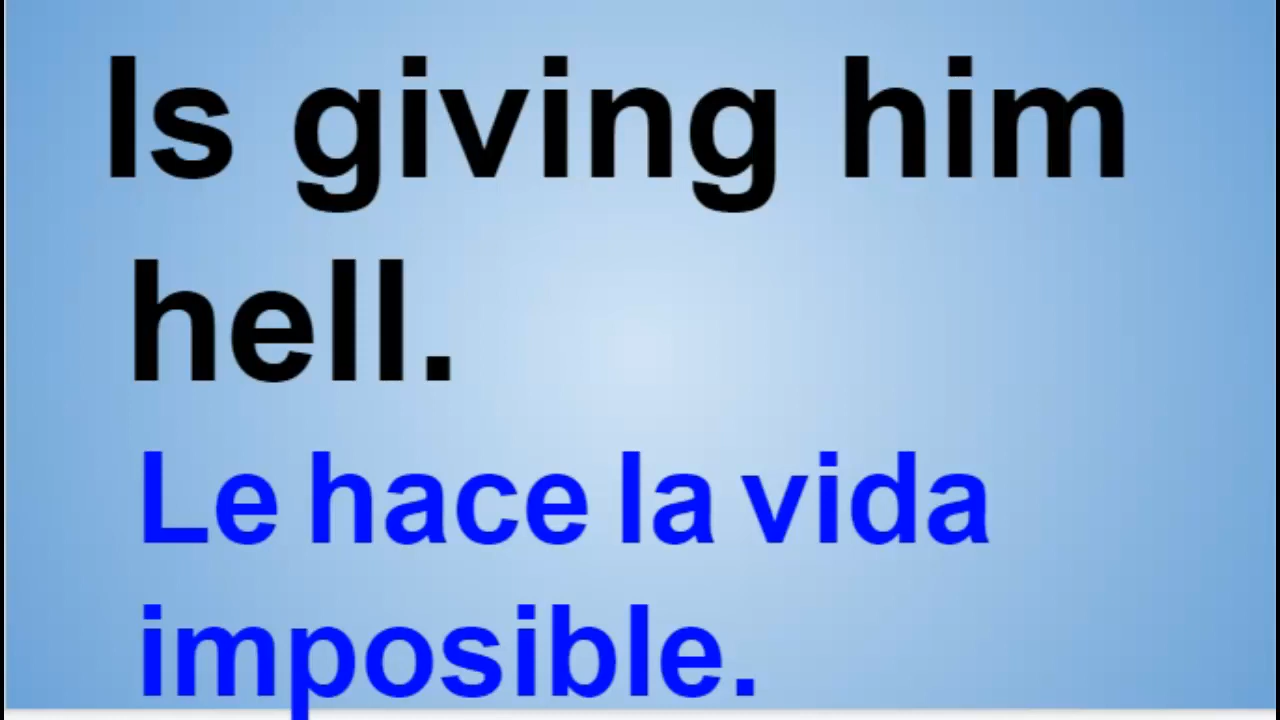 Is giving him
hell.
Le hace la vida
imposible.